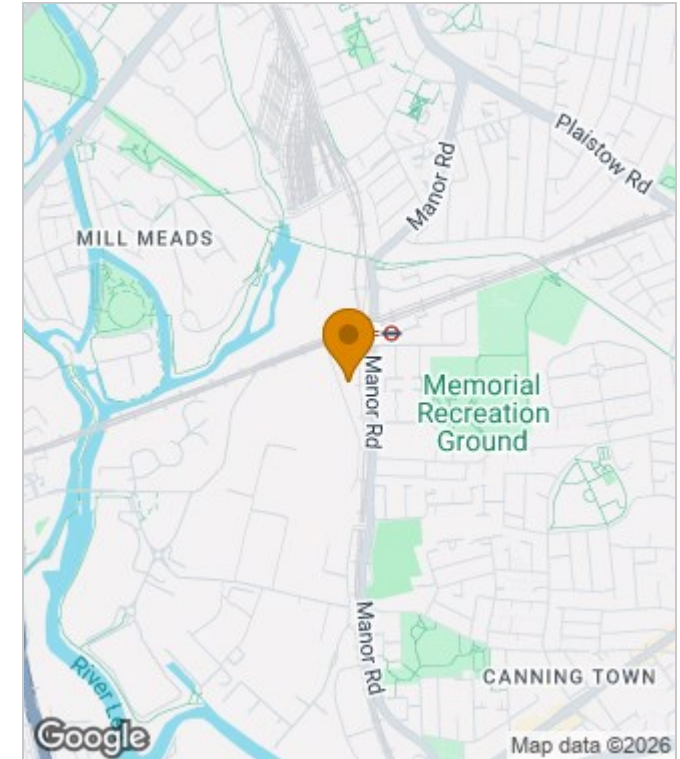 Plaistow Rd
Manor Rd
MILL MEADS
Manor Rd
Memorial
Recreation
Ground
Manor Rd
CANNING TOWN
River Le
Google
Map data ©2026